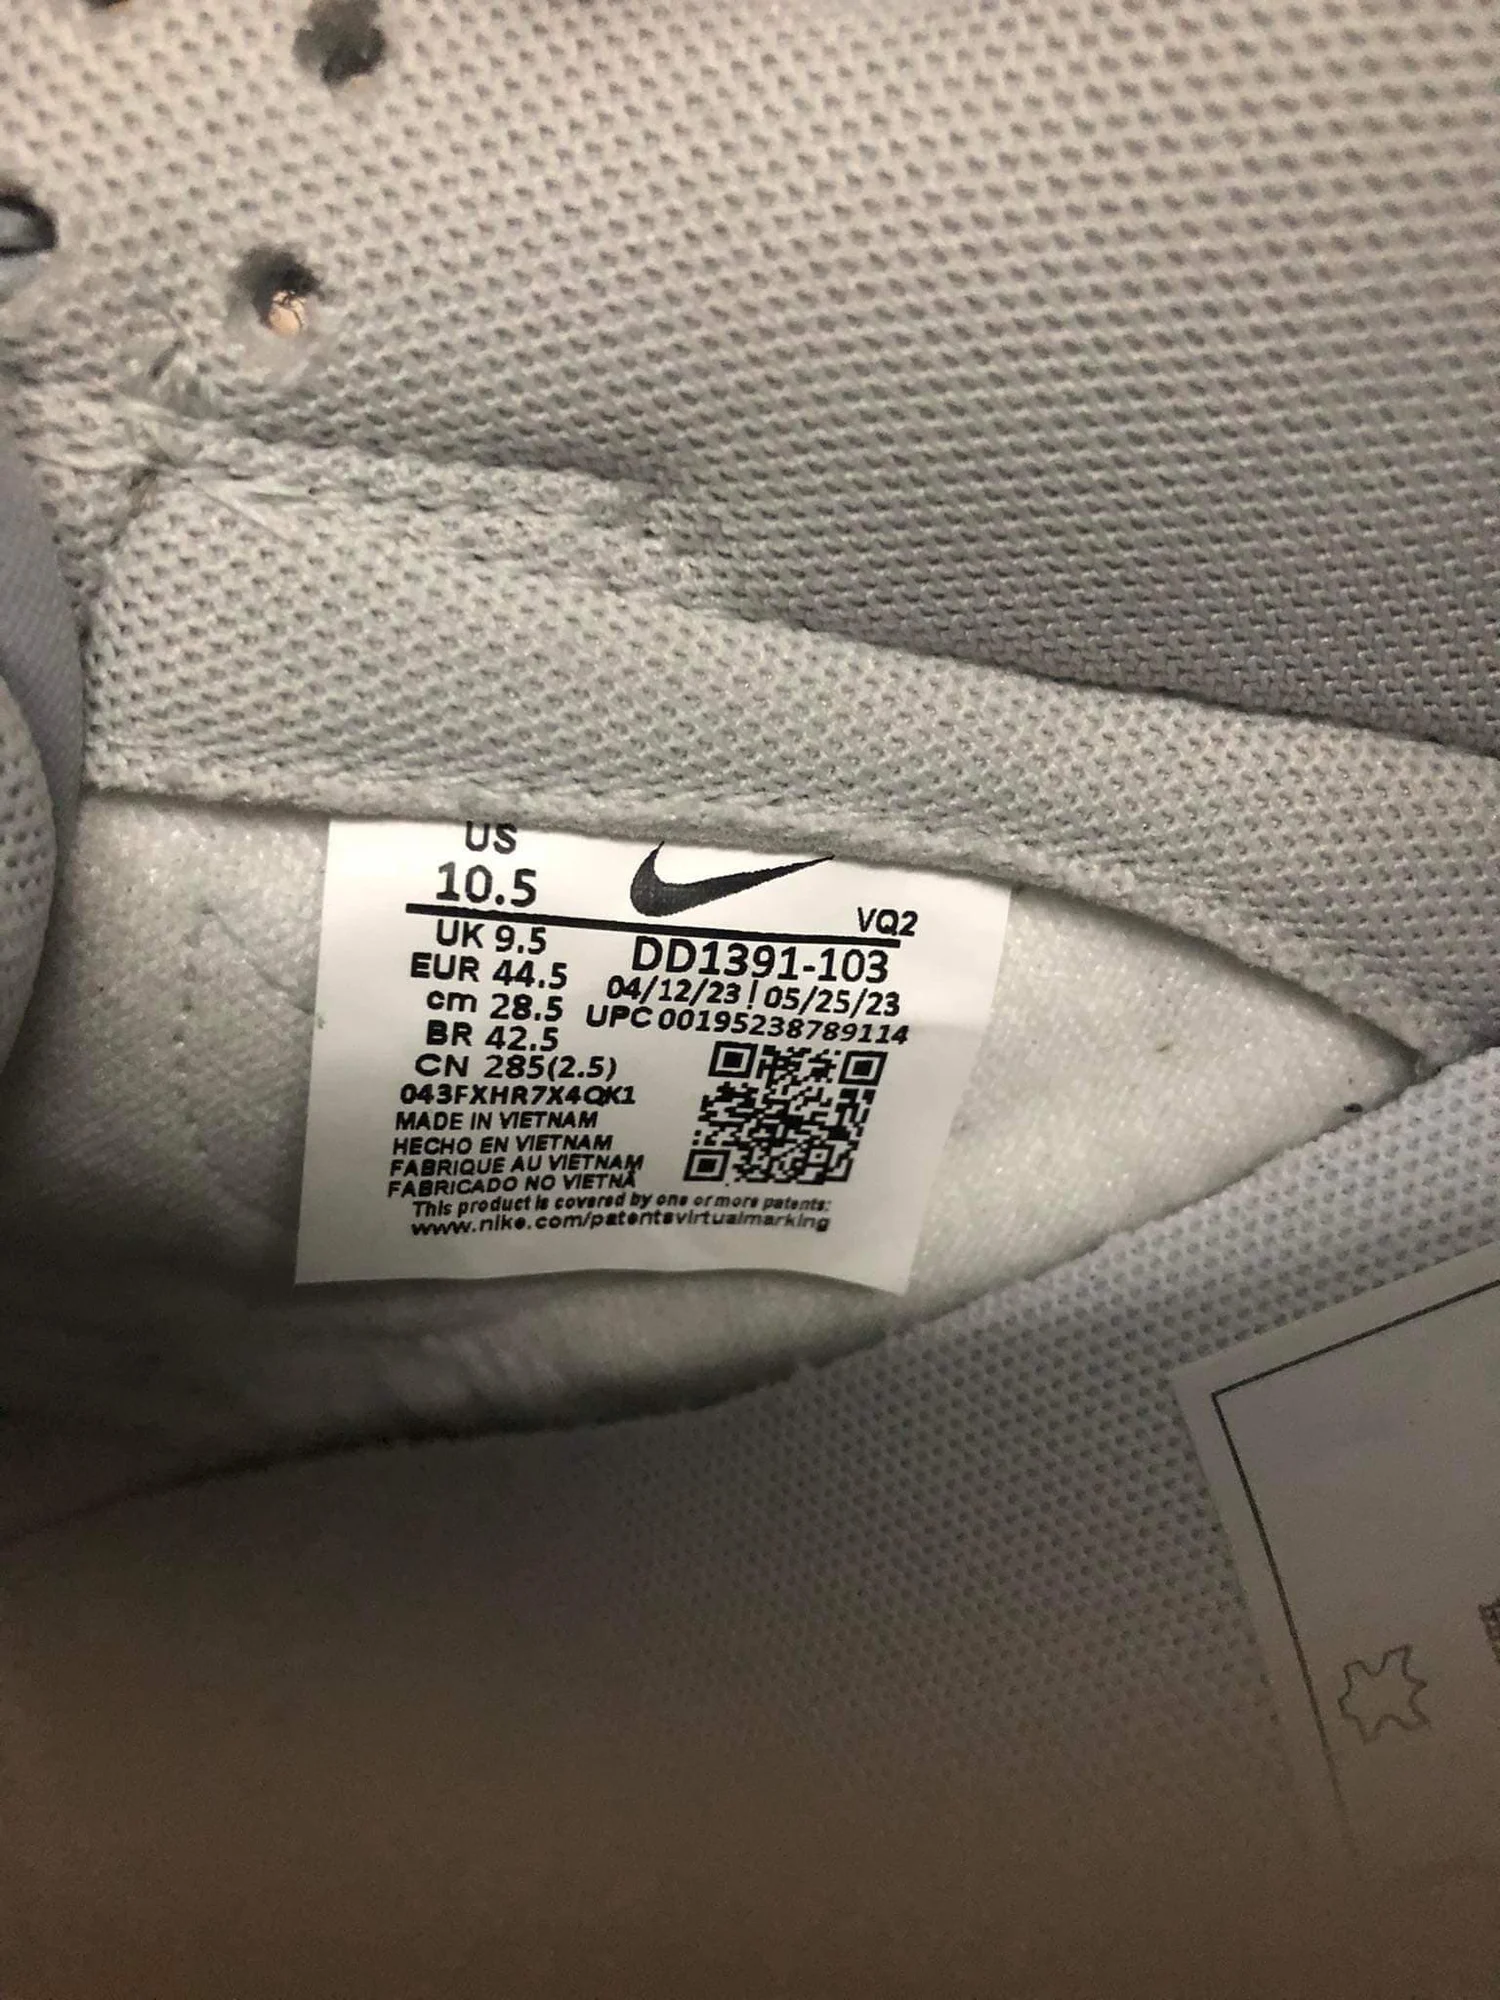 US
10.5
VQ2
UK 9.5
DD1391-103
EUR 44.5
04/12/23 | 05/25/23
cm 28.5
UPC 00195238789114
BR 42.5
CN 285(2.5)
043FXHR7X4QK1
MADE IN VIETNAM
HECHO EN VIETNAM
FABRIQUE AU VIETNAM
FABRICADO NO VIETNÃ
This product is covered by one or more patents:
www.nike.com/patentsvirtualmarking